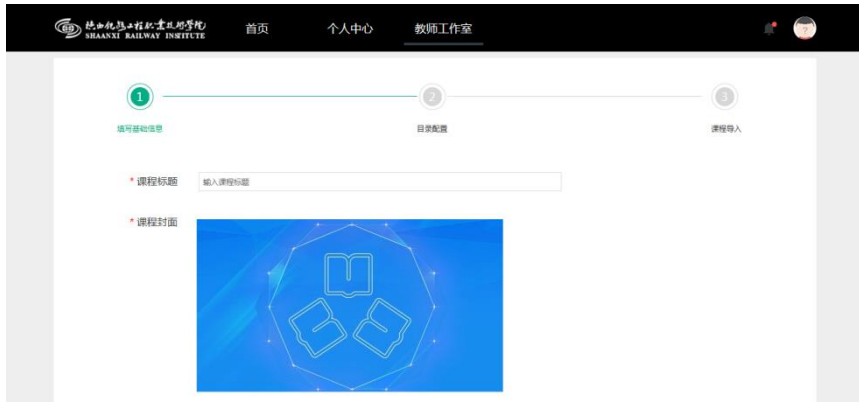 陕西铁路工程职业技术学院
SHAANXI RAILWAY INSTITUTE
首页 个人中心 教师工作室
1 2 3
填写基础信息 目录配置 课程导入
* 课程标题 输入课程标题
* 课程封面